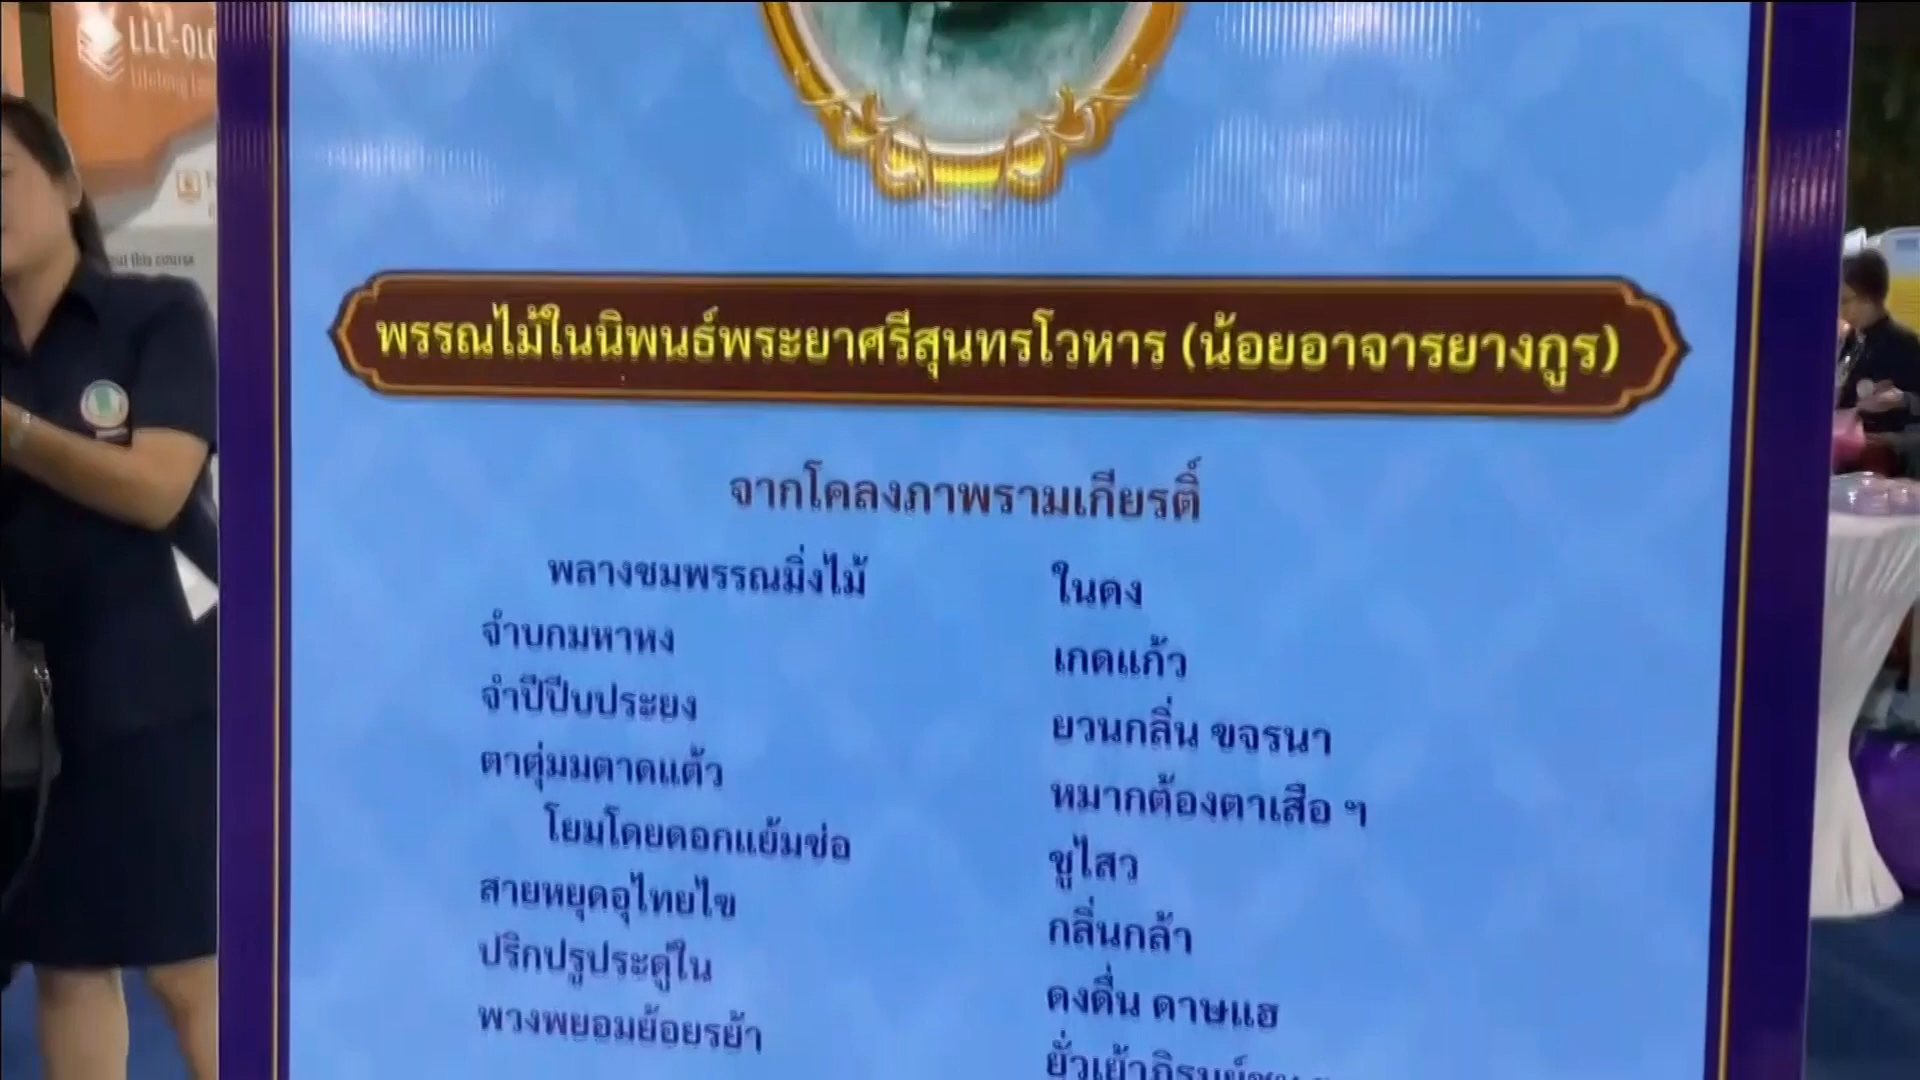 LLL-OLO
out this course
พรรณไม้ในนิพนธ์พระยาศรีสุนทรโวหาร (น้อยอาจารยางกูร)
จากโคลงภาพรามเกียรติ์
พลางชมพรรณมิ่งไม้ ในดง
จำบกมหาหง เกดแก้ว
จำปีปีบประยง ยวนกลิ่น ขจรนา
ตาตุ่มมตาดแต้ว หมากต้องตาเสือ ฯ
โยมโดยดอกแย้มช่อ ชูไสว
สายหยุดอุไทยไข กลิ่นกล้า
ปริกปรูประดู่ใน ดงดื่น ดาษแฮ
พวงพยอมย้อยรย้า